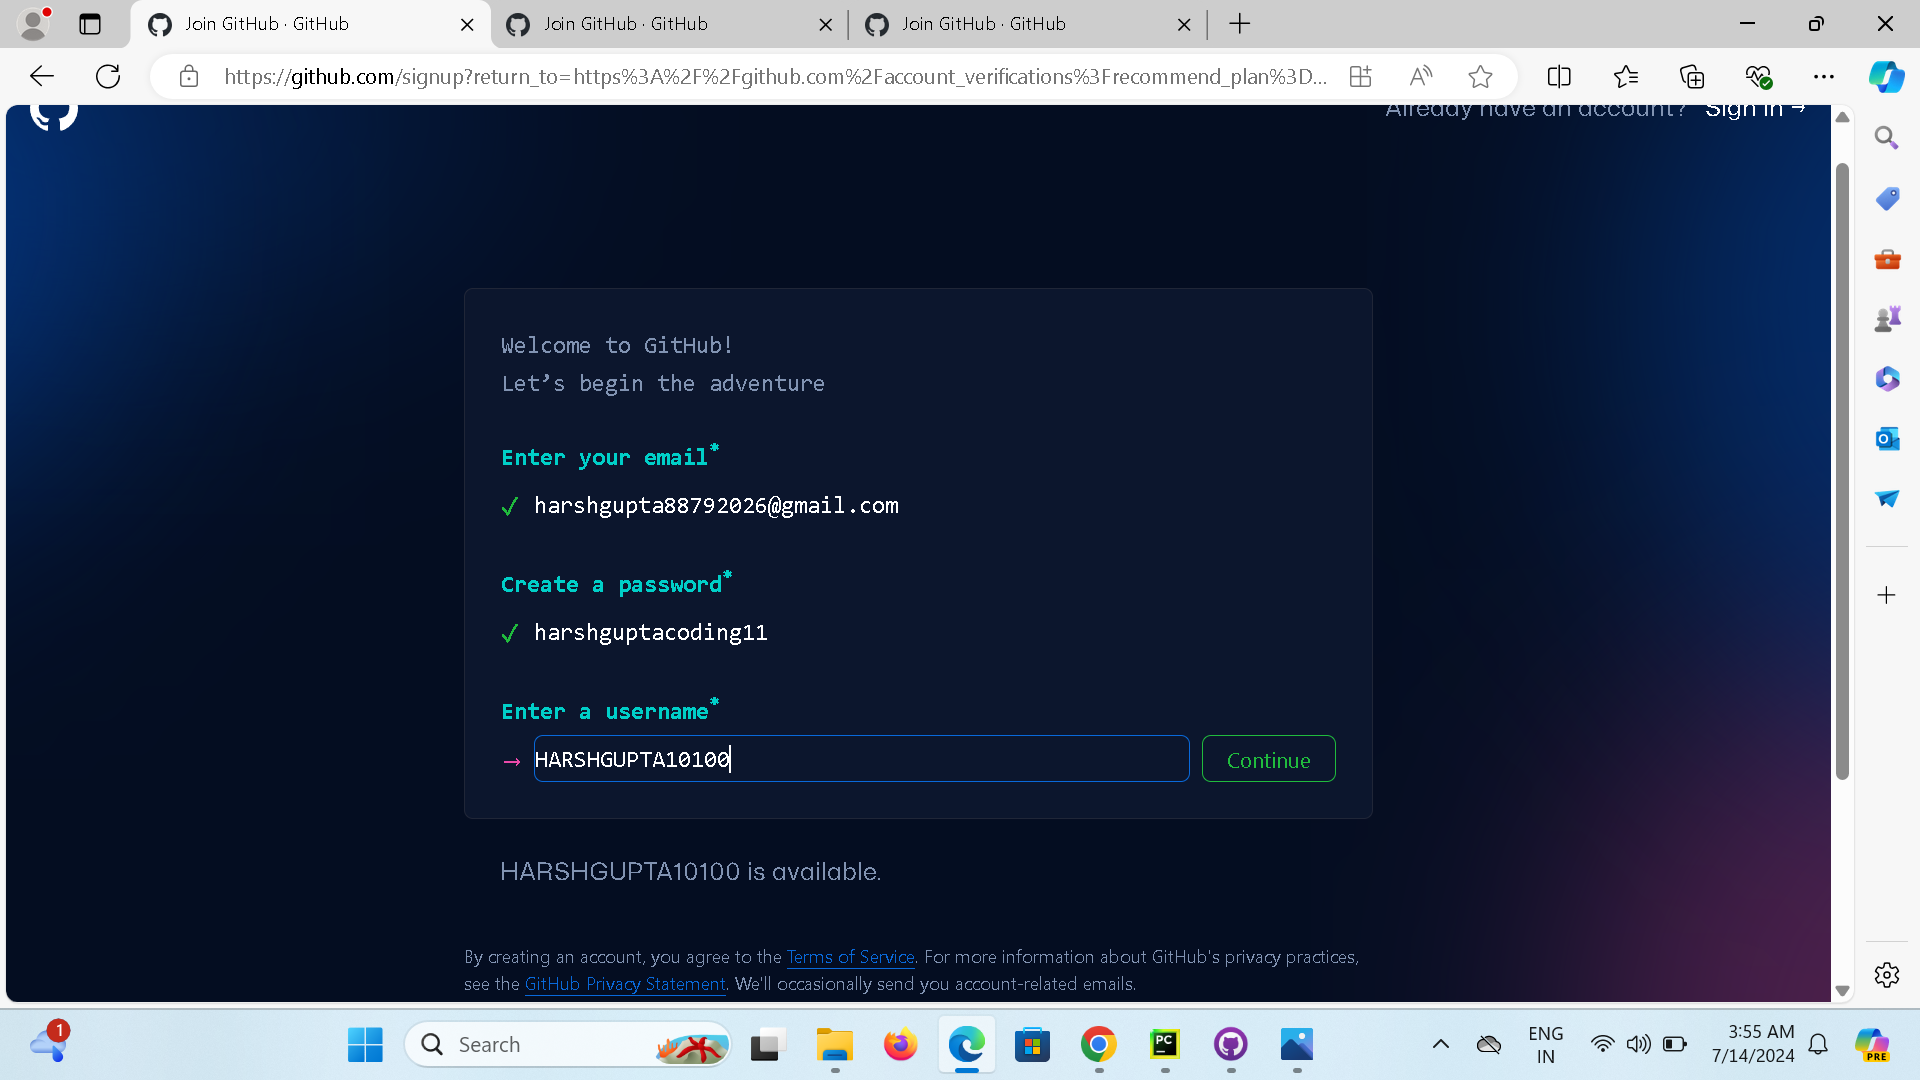 Join GitHub · GitHub
Join GitHub · GitHub
Join GitHub · GitHub
https://github.com/signup?return_to=https%3A%2F%2Fgithub.com%2Faccount_verifications%3Frecommend_plan%3D...
Already have an account? Sign in →
Welcome to GitHub!
Let’s begin the adventure
Enter your email*
✓ harshgupta88792026@gmail.com
Create a password*
✓ harshguptacoding11
Enter a username*
→ HARSHGUPTA10100 Continue
HARSHGUPTA10100 is available.
By creating an account, you agree to the Terms of Service. For more information about GitHub's privacy practices,
see the GitHub Privacy Statement. We'll occasionally send you account-related emails.
1
Search
PC
ENG
IN
3:55 AM
7/14/2024
PRE